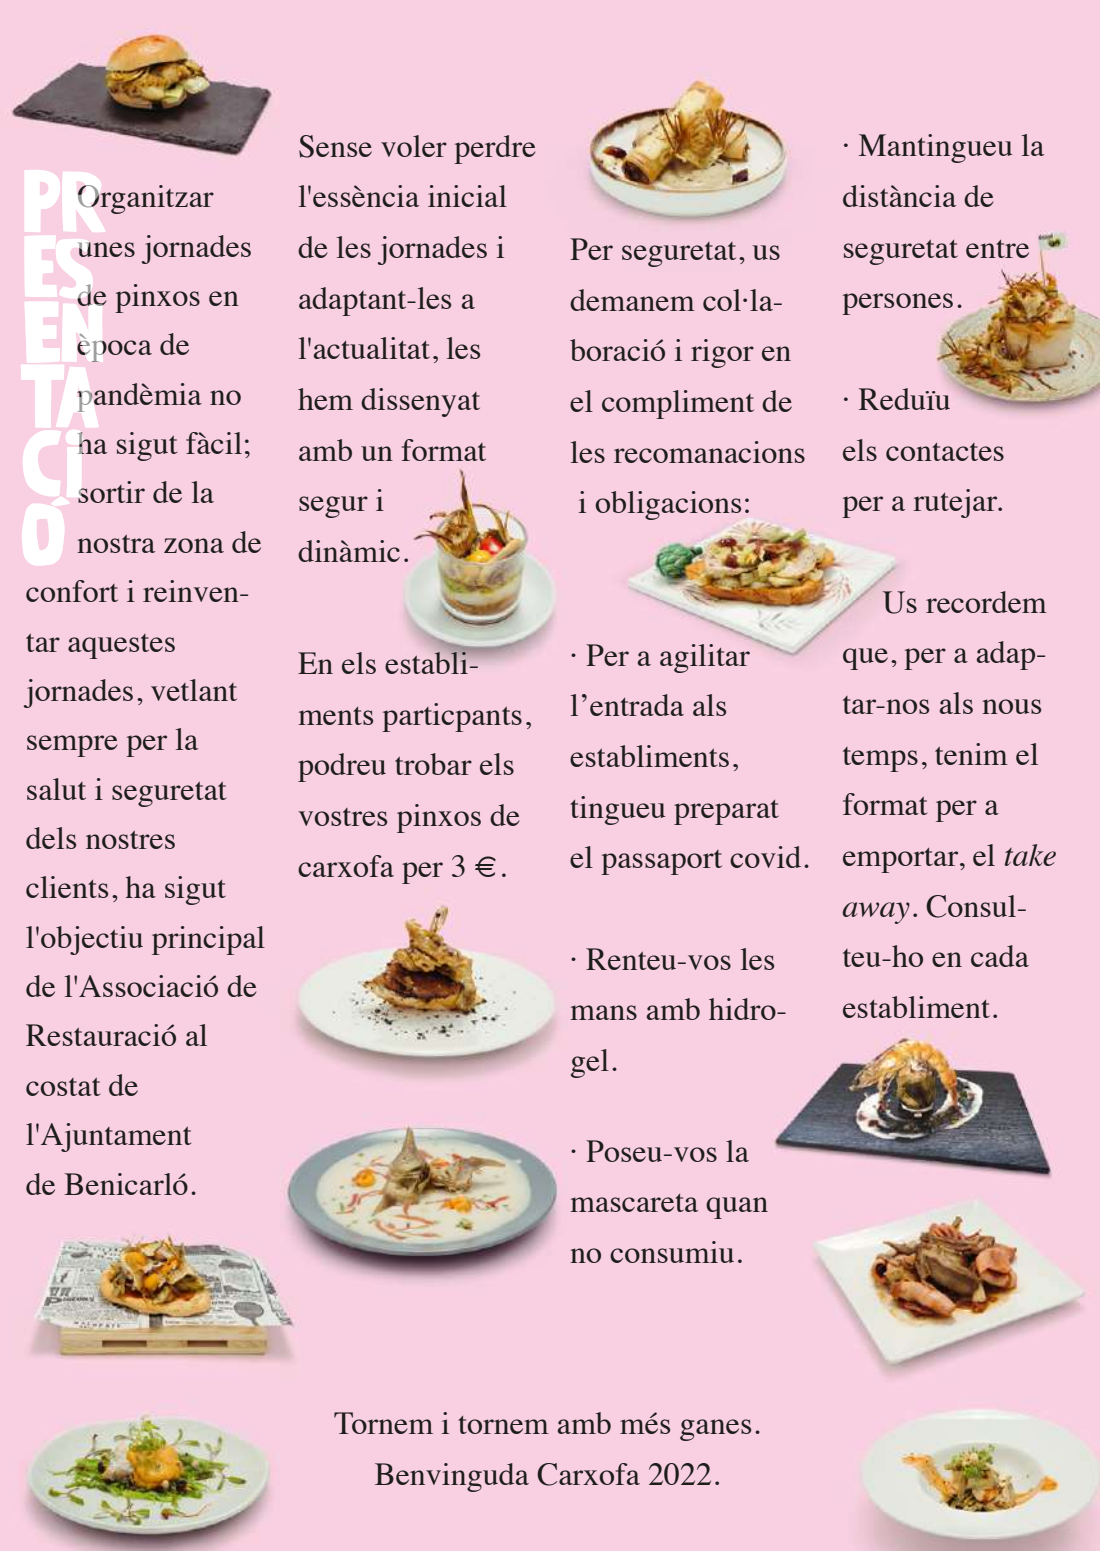 PR
ES
EN
TA
CI
Ó
Organitzar
unes jornades
de pinxos en
època de
pandèmia no
ha sigut fàcil;
sortir de la
nostra zona de
confort i reinven-
tar aquestes
jornades, vetlant
sempre per la
salut i seguretat
dels nostres
clients, ha sigut
l'objectiu principal
de l'Associació de
Restauració al
costat de
l'Ajuntament
de Benicarló.
Sense voler perdre
l'essència inicial
de les jornades i
adaptant-les a
l'actualitat, les
hem dissenyat
amb un format
segur i
dinàmic.
En els establi-
ments particpants,
podreu trobar els
vostres pinxos de
carxofa per 3 €.
Per seguretat, us
demanem col·la-
boració i rigor en
el compliment de
les recomanacions
i obligacions:
· Per a agilitar
l’entrada als
establiments,
tingueu preparat
el passaport covid.
· Renteu-vos les
mans amb hidro-
gel.
· Poseu-vos la
mascareta quan
no consumiu.
· Mantingueu la
distància de
seguretat entre
persones.
· Reduïu
els contactes
per a rutejar.
Us recordem
que, per a adap-
tar-nos als nous
temps, tenim el
format per a
emportar, el take
away. Consul-
teu-ho en cada
establiment.
Tornem i tornem amb més ganes.
Benvinguda Carxofa 2022.